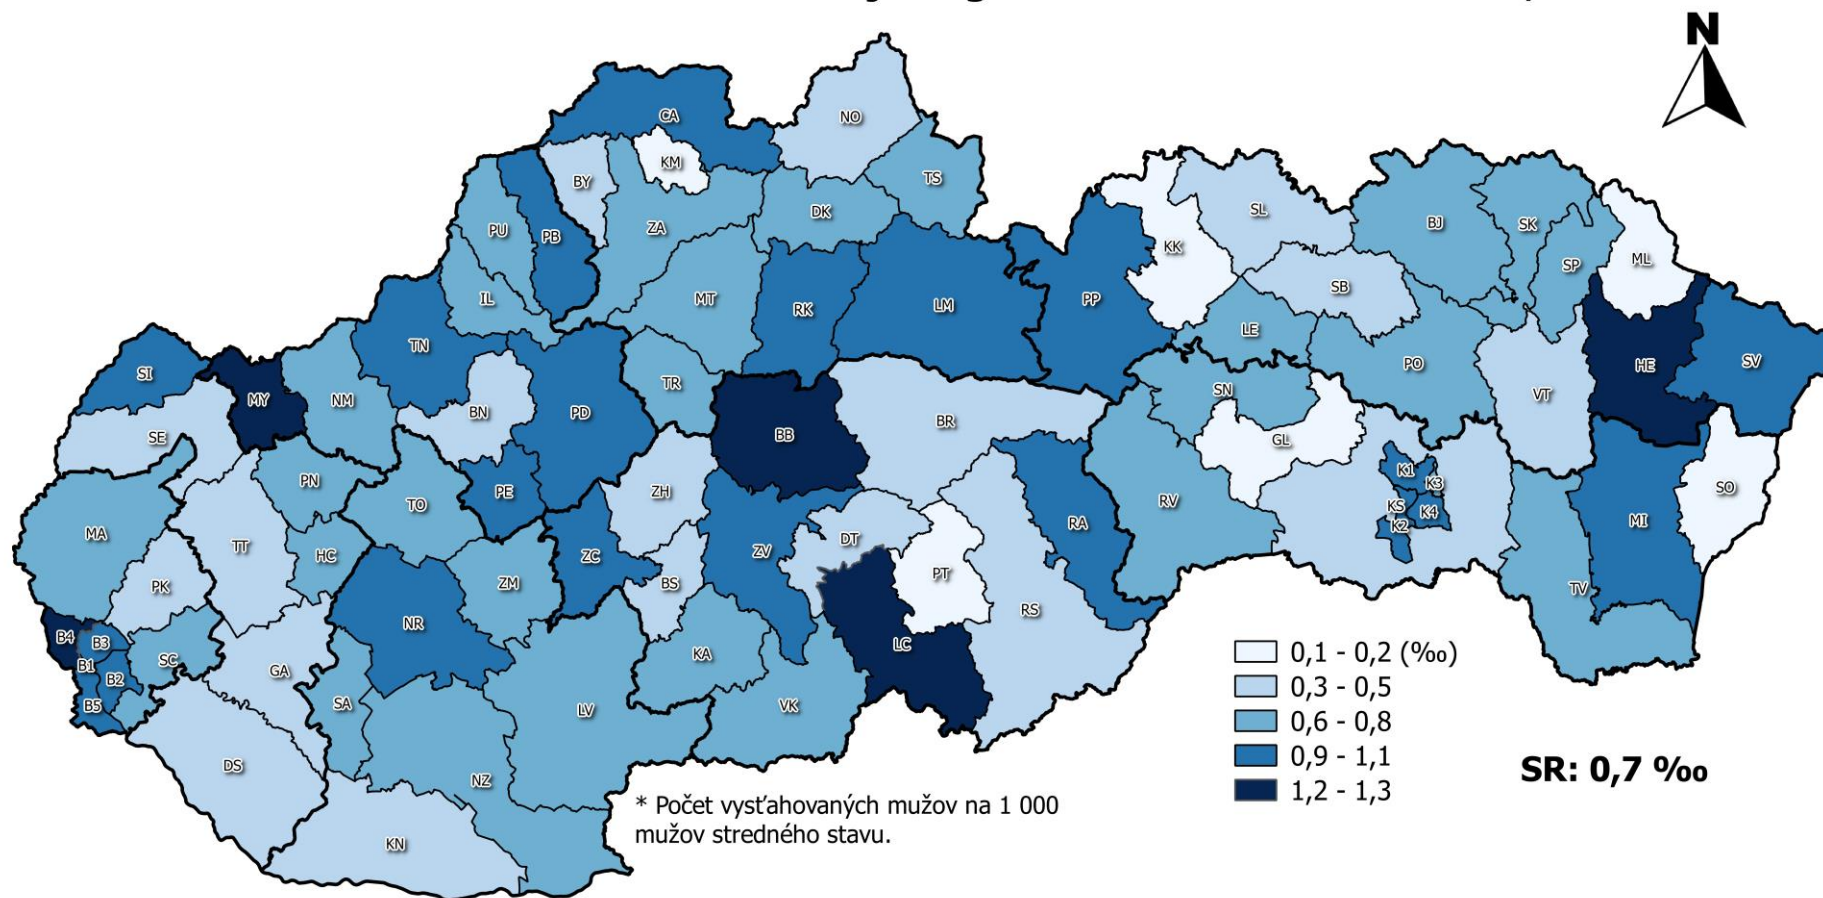 N
CA
NO
KM
BY
TS
DK
PU
PB
ZA
SL
BJ
SK
KK
SP
ML
IL
MT
RK
LM
PP
SB
TN
LE
SI
PO
HE
SV
VT
MY
NM
TR
SN
BN
PD
BR
SE
BB
GL
PN
K1
TO
PE
ZH
K3
RV
SO
MA
KS
K4
MI
RA
K2
TT
HC
DT
ZC
ZV
PK
ZM
BS
PT
TV
RS
NR
B4
B3
LC
KA
SC
B1
B2
GA
0,1 - 0,2 (‰)
0,3 - 0,5
B5
SA
LV
VK
0,6 - 0,8
0,9 - 1,1
DS
NZ
SR: 0,7 ‰
1,2 - 1,3
* Počet vysťahovaných mužov na 1 000
mužov stredného stavu.
KN